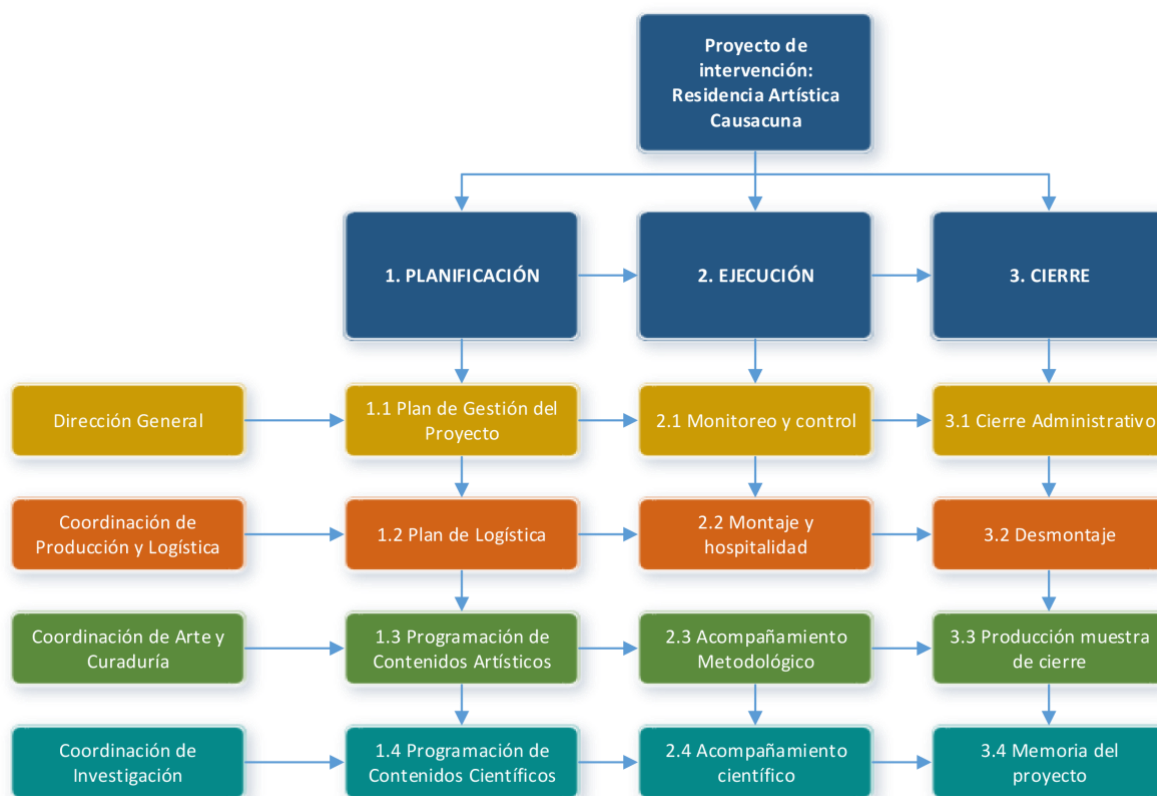 Proyecto de
intervención:
Residencia Artística
Causacuna
1. PLANIFICACIÓN
2. EJECUCIÓN
3. CIERRE
Dirección General
1.1 Plan de Gestión del
Proyecto
2.1 Monitoreo y control
3.1 Cierre Administrativo
Coordinación de
Producción y Logística
1.2 Plan de Logística
2.2 Montaje y
hospitalidad
3.2 Desmontaje
Coordinación de Arte y
Curaduría
1.3 Programación de
Contenidos Artísticos
2.3 Acompañamiento
Metodológico
3.3 Producción muestra
de cierre
Coordinación de
Investigación
1.4 Programación de
Contenidos Científicos
2.4 Acompañamiento
científico
3.4 Memoria del
proyecto